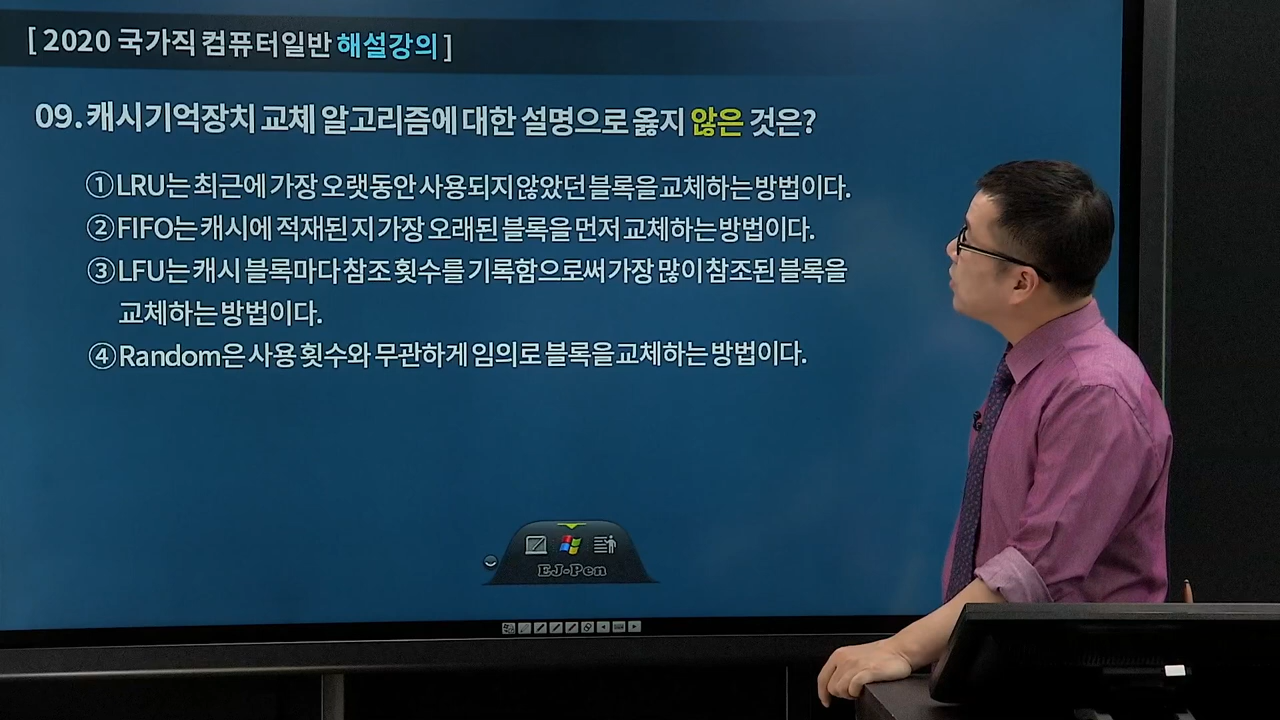 [ 2020 국가직 컴퓨터일반 해설강의 ]
09. 캐시기억장치 교체 알고리즘에 대한 설명으로 옳지 않은 것은?
① LRU는 최근에 가장 오랫동안 사용되지 않았던 블록을 교체하는 방법이다.
② FIFO는 캐시에 적재된 지 가장 오래된 블록을 먼저 교체하는 방법이다.
③ LFU는 캐시 블록마다 참조 횟수를 기록함으로써 가장 많이 참조된 블록을
교체하는 방법이다.
④ Random은 사용 횟수와 무관하게 임의로 블록을 교체하는 방법이다.
EJ-Pen